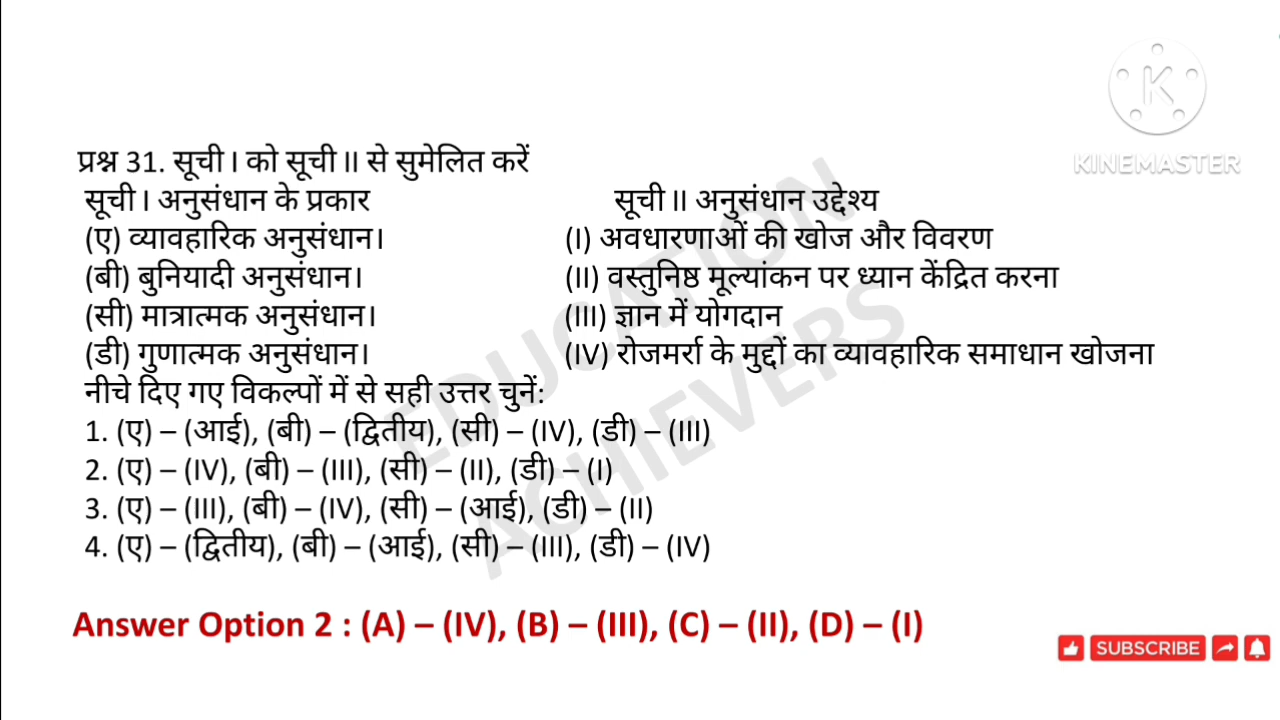 KINEMASTER
प्रश्न 31. सूची I को सूची II से सुमेलित करें
सूची I अनुसंधान के प्रकार सूची II अनुसंधान उद्देश्य
(ए) व्यावहारिक अनुसंधान। (I) अवधारणाओं की खोज और विवरण
(बी) बुनियादी अनुसंधान। (II) वस्तुनिष्ठ मूल्यांकन पर ध्यान केंद्रित करना
(सी) मात्रात्मक अनुसंधान। (III) ज्ञान में योगदान
(डी) गुणात्मक अनुसंधान। (IV) रोजमर्रा के मुद्दों का व्यावहारिक समाधान खोजना
नीचे दिए गए विकल्पों में से सही उत्तर चुनें:
1. (ए) – (आई), (बी) – (द्वितीय), (सी) – (IV), (डी) – (III)
2. (ए) – (IV), (बी) – (III), (सी) – (II), (डी) – (I)
3. (ए) – (III), (बी) – (IV), (सी) – (आई), (डी) – (II)
4. (ए) – (द्वितीय), (बी) – (आई), (सी) – (III), (डी) – (IV)
EDUCATION
ACHIEVERS
Answer Option 2 : (A) – (IV), (B) – (III), (C) – (II), (D) – (I)
SUBSCRIBE